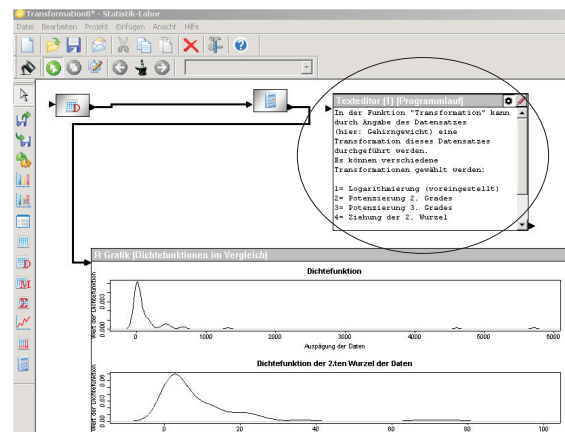 Transformation8* - Statistik-Labor
Datei Bearbeiten Projekt Einfügen Ansicht Hilfe
Texteditor [1] [Programmlauf]
In der Funktion "Transformation" kann
durch Angabe des Datensatzes
(hier: Gehirngewicht) eine
Transformation dieses Datensatzes
durchgeführt werden.
Es können verschiedene
Transformationen gewählt werden:
1= Logarithmierung (voreingestellt)
2= Potenzierung 2. Grades
3= Potenzierung 3. Grades
4= Ziehung der 2. Wurzel
R Grafik [Dichtefunktionen im Vergleich]
Dichtefunktion
Wert der Dichtefunktion
0.000 0.003
0 1000 2000 3000 4000 5000 6000
Auspägung der Daten
Dichtefunktion der 2.ten Wurzel der Daten
Wert der Dichtefunktion
0.00 0.06
0 20 40 60 80 100